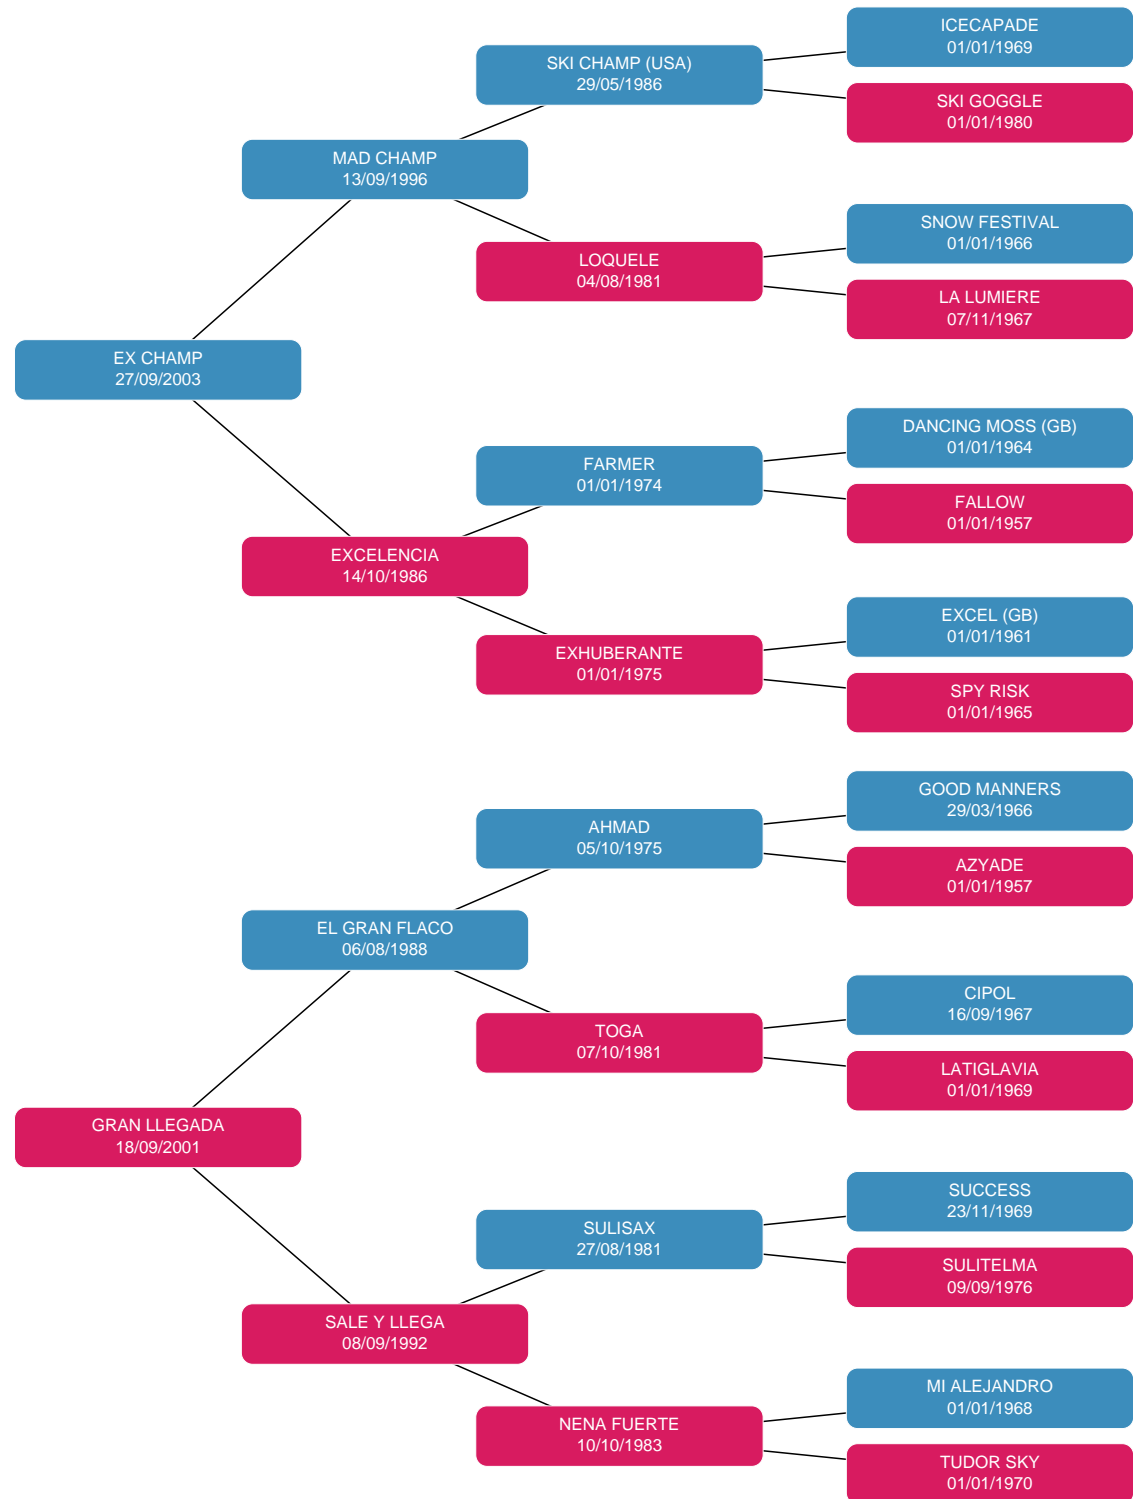 ICECAPADE
01/01/1969
SKI CHAMP (USA)
29/05/1986
SKI GOGGLE
01/01/1980
MAD CHAMP
13/09/1996
SNOW FESTIVAL
01/01/1966
LOQUELE
04/08/1981
LA LUMIERE
07/11/1967
EX CHAMP
27/09/2003
DANCING MOSS (GB)
01/01/1964
FARMER
01/01/1974
FALLOW
01/01/1957
EXCELENCIA
14/10/1986
EXCEL (GB)
01/01/1961
EXHUBERANTE
01/01/1975
SPY RISK
01/01/1965
GOOD MANNERS
29/03/1966
AHMAD
05/10/1975
AZYADE
01/01/1957
EL GRAN FLACO
06/08/1988
CIPOL
16/09/1967
TOGA
07/10/1981
LATIGLAVIA
01/01/1969
GRAN LLEGADA
18/09/2001
SUCCESS
23/11/1969
SULISAX
27/08/1981
SULITELMA
09/09/1976
SALE Y LLEGA
08/09/1992
MI ALEJANDRO
01/01/1968
NENA FUERTE
10/10/1983
TUDOR SKY
01/01/1970